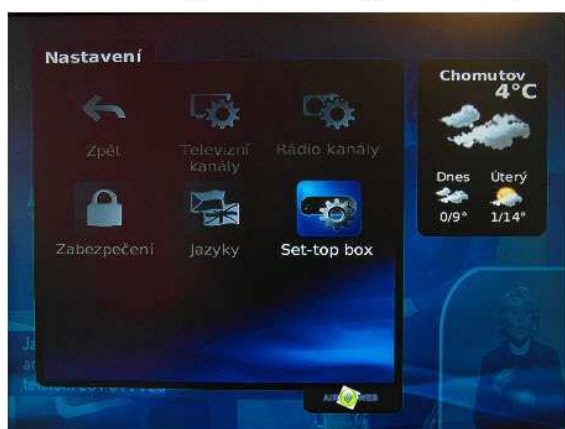 Nastavení
Zpět
Televizní
kanály
Rádio kanály
Zabezpečení
Jazyky
Set-top box
Chomutov
4°C
Dnes
Úterý
0/9°
1/14°
WEB